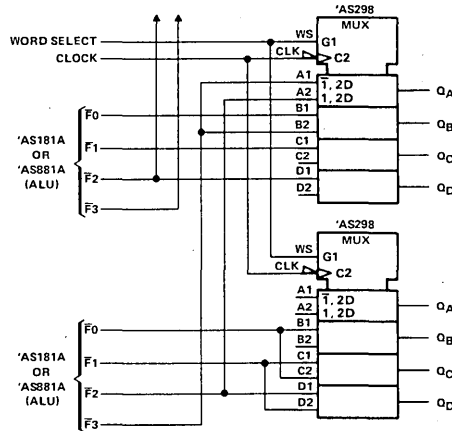 'AS298
MUX
WORD SELECT
WS
G1
CLOCK
CLK
C2
A1
1̅, 2D
QA
A2
1, 2D
F̅0
B1
QB
B2
'AS181A
OR
'AS881A
(ALU)
F̅1
C1
QC
C2
F̅2
D1
QD
D2
F̅3
'AS298
MUX
WS
G1
CLK
C2
A1
1̅, 2D
QA
A2
1, 2D
F̅0
B1
QB
B2
'AS181A
OR
'AS881A
(ALU)
F̅1
C1
QC
C2
F̅2
D1
QD
D2
F̅3